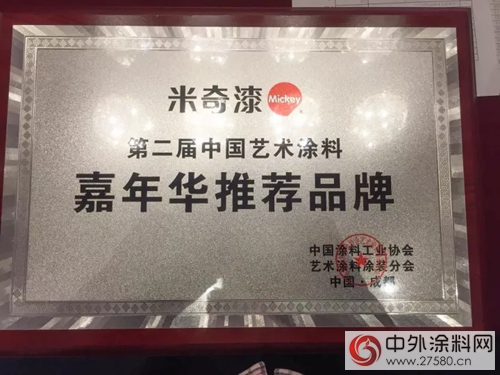 米奇漆 Mickey
第二届中国艺术涂料
嘉年华推荐品牌
中国涂料工业协会
艺术涂料涂装分会
中国·成都
中外涂料网
www.27580.cn